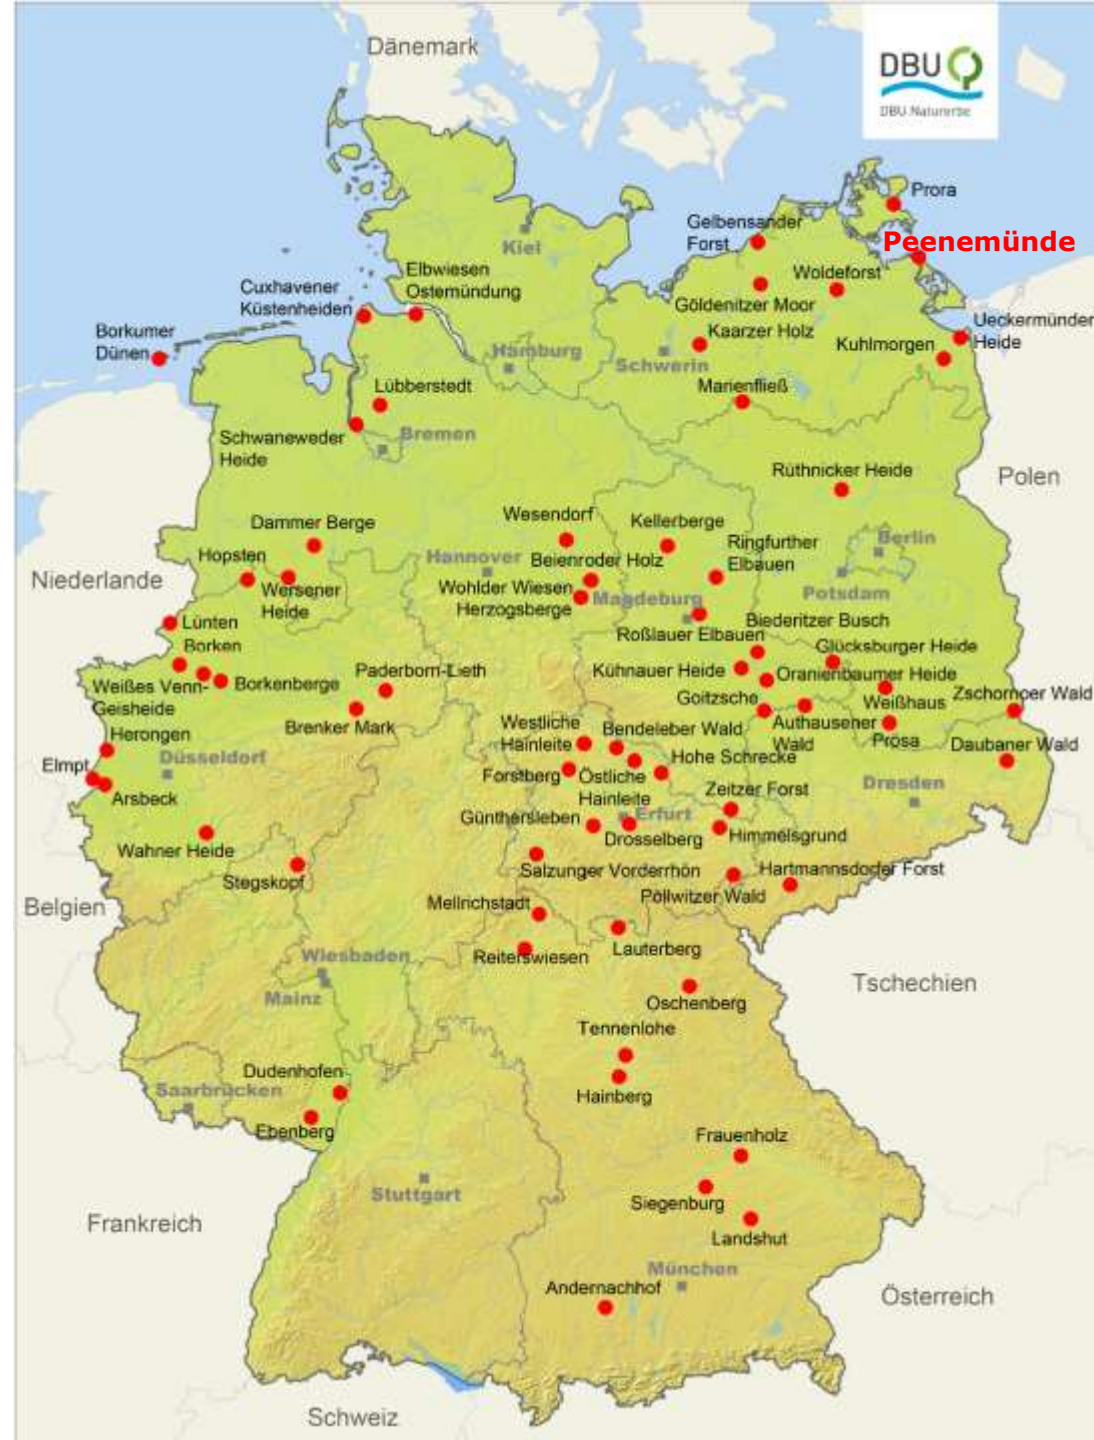 Dänemark
DBU
DBU Naturerbe
Prora
Gelbensander
Forst
Peenemünde
Kiel
Elbwiesen
Ostemündung
Woldeforst
Cuxhavener
Küstenheiden
Göldenitzer Moor
Ueckermünder
Heide
Borkumer
Dünen
Kaarzer Holz
Kuhlmorgen
Hamburg
Schwerin
Lübberstedt
Marienfließ
Schwaneweder
Heide
Bremen
Rüthnicker Heide
Polen
Dammer Berge
Wesendorf
Kellerberge
Ringfurther
Elbauen
Berlin
Hopsten
Hannover
Beienroder Holz
Niederlande
Wersener
Heide
Wohlder Wiesen
Herzogsberge
Magdeburg
Potsdam
Lünten
Biederitzer Busch
Borken
Roßlauer Elbauen
Glücksburger Heide
Paderborn-Lieth
Kühnauer Heide
Oranienbaumer Heide
Weißes Venn-
Geisheide
Borkenberge
Goitzsche
Weißhaus
Zschornoer Wald
Brenker Mark
Westliche
Hainleite
Bendeleber Wald
Authausener
Wald
Prosa
Daubaner Wald
Herongen
Düsseldorf
Elmpt
Arsbeck
Forstberg
Östliche
Hainleite
Hohe Schrecke
Dresden
Zeitzer Forst
Günthersleben
Erfurt
Drosselberg
Himmelsgrund
Wahner Heide
Stegskopf
Salzunger Vorderrhön
Hartmannsdorfer Forst
Pöllwitzer Wald
Belgien
Mellrichstadt
Reiterswiesen
Lauterberg
Wiesbaden
Mainz
Tschechien
Oschenberg
Tennenlohe
Dudenhofen
Saarbrücken
Hainberg
Ebenberg
Frauenholz
Stuttgart
Siegenburg
Frankreich
Landshut
München
Andernachhof
Österreich
Schweiz